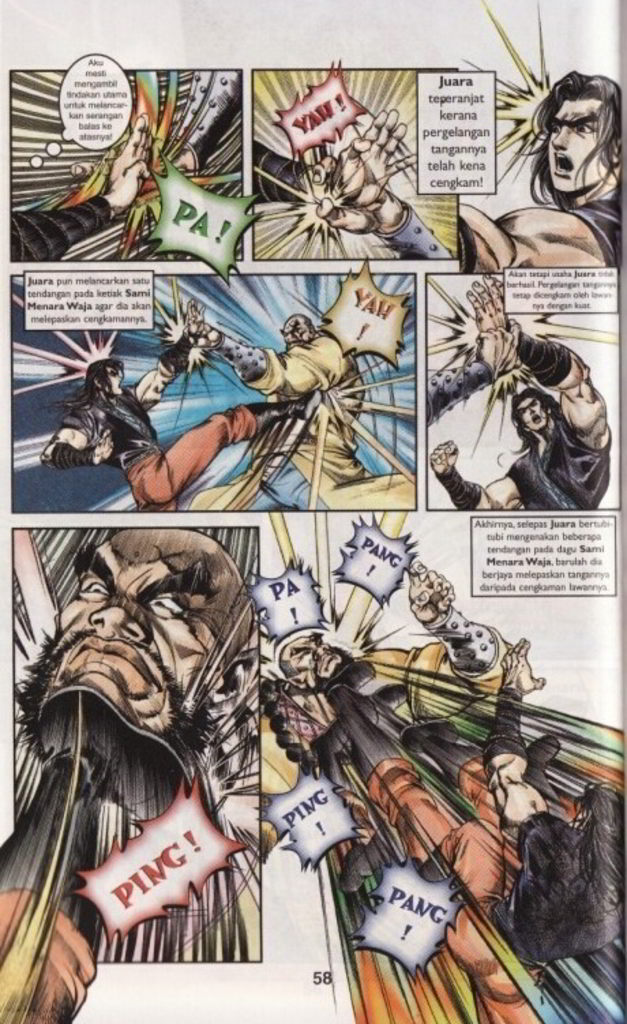 Aku
mesti
mengambil
tindakan utama
untuk melancar-
kan serangan
balas ke
atasnya!
PA!
YAH!
Juara
teperanjat
kerana
pergelangan
tangannya
telah kena
cengkam!
Juara pun melancarkan satu
tendangan pada ketiak Sami
Menara Waja agar dia akan
melepaskan cengkamannya.
YAH
!
Akan tetapi usaha Juara tidak
berhasil. Pergelangan tangannya
tetap dicengkam oleh lawan-
nya dengan kuat.
PING!
Akhirnya, selepas Juara bertubi-
tubi mengenakan beberapa
tendangan pada dagu Sami
Menara Waja, barulah dia
berjaya melepaskan tangannya
daripada cengkaman lawannya.
PANG
!
PA
!
PING
!
PANG
!
58